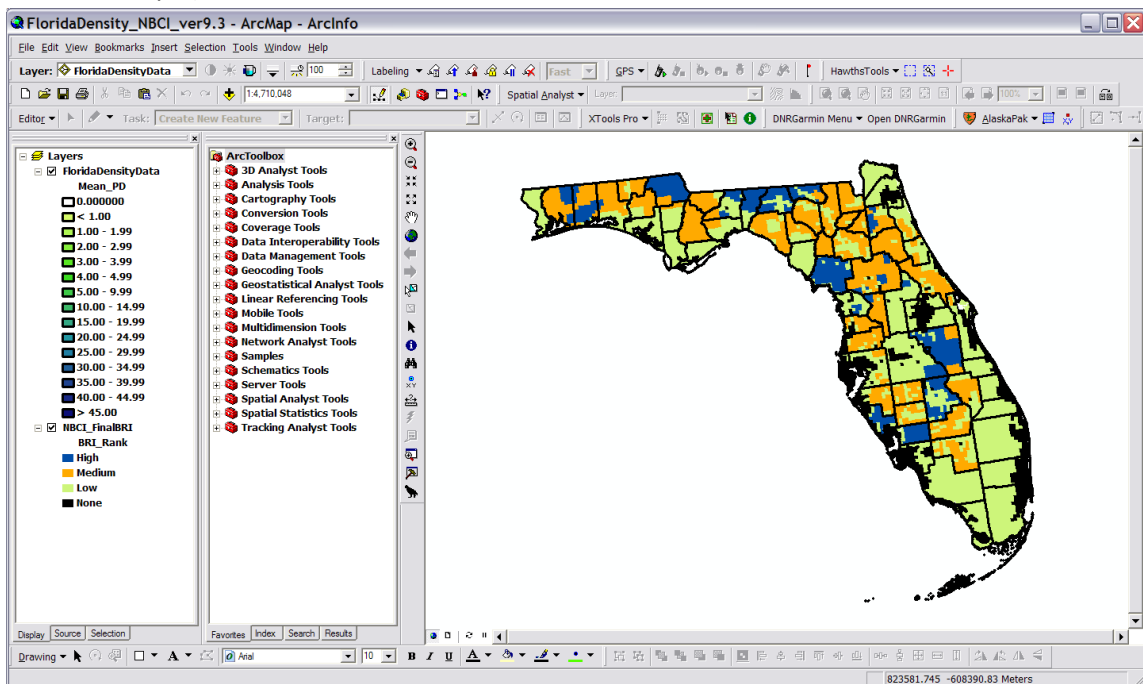 FloridaDensity_NBCI_ver9.3 - ArcMap - ArcInfo
File Edit View Bookmarks Insert Selection Tools Window Help
Layer: FloridaDensityData 100 Labeling Fast GPS HawthsTools
1:4,710,048 Spatial Analyst Layer: 100%
Editor Task: Create New Feature Target: XTools Pro DNRGarmin Menu Open DNRGarmin AlaskaPak
Layers
FloridaDensityData
Mean_PD
0.000000
< 1.00
1.00 - 1.99
2.00 - 2.99
3.00 - 3.99
4.00 - 4.99
5.00 - 9.99
10.00 - 14.99
15.00 - 19.99
20.00 - 24.99
25.00 - 29.99
30.00 - 34.99
35.00 - 39.99
40.00 - 44.99
> 45.00
NBCI_FinalBRI
BRI_Rank
High
Medium
Low
None
Display Source Selection
ArcToolbox
3D Analyst Tools
Analysis Tools
Cartography Tools
Conversion Tools
Coverage Tools
Data Interoperability Tools
Data Management Tools
Geocoding Tools
Geostatistical Analyst Tools
Linear Referencing Tools
Mobile Tools
Multidimension Tools
Network Analyst Tools
Samples
Schematics Tools
Server Tools
Spatial Analyst Tools
Spatial Statistics Tools
Tracking Analyst Tools
Favorites Index Search Results
Drawing A Arial 10 B I U A
823581.745 -608390.83 Meters